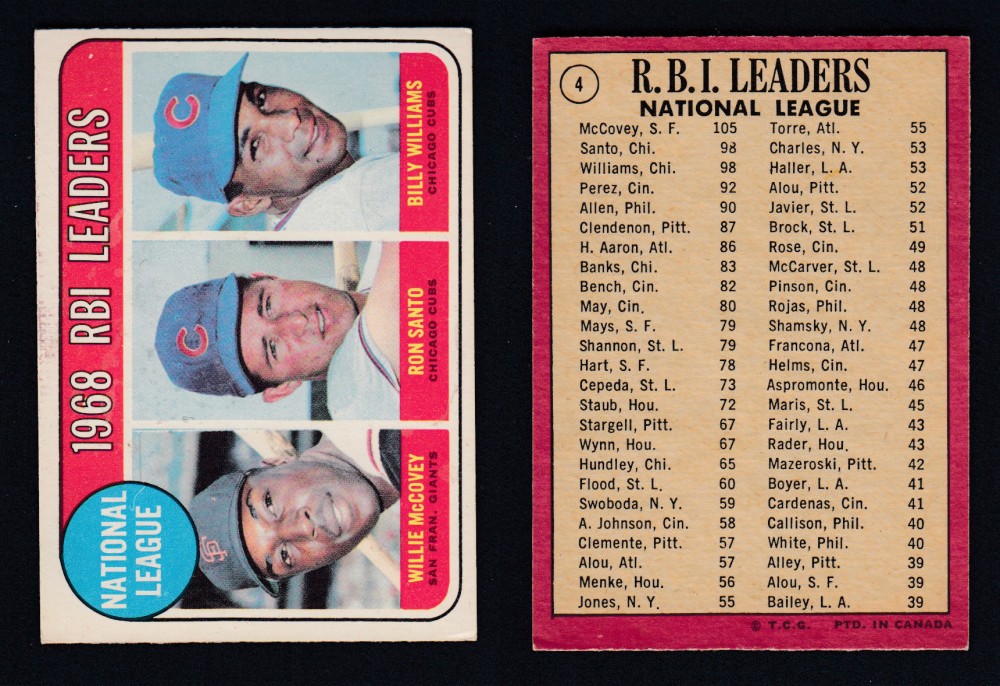 1968 RBI LEADERS
NATIONAL
LEAGUE
C
BILLY WILLIAMS
CHICAGO CUBS
C
RON SANTO
CHICAGO CUBS
SF
WILLIE McCOVEY
SAN FRAN. GIANTS
4
R.B.I. LEADERS
NATIONAL LEAGUE
McCovey, S. F. 105 Torre, Atl. 55
Santo, Chi. 98 Charles, N. Y. 53
Williams, Chi. 98 Haller, L. A. 53
Perez, Cin. 92 Alou, Pitt. 52
Allen, Phil. 90 Javier, St. L. 52
Clendenon, Pitt. 87 Brock, St. L. 51
H. Aaron, Atl. 86 Rose, Cin. 49
Banks, Chi. 83 McCarver, St. L. 48
Bench, Cin. 82 Pinson, Cin. 48
May, Cin. 80 Rojas, Phil. 48
Mays, S. F. 79 Shamsky, N. Y. 48
Shannon, St. L. 79 Francona, Atl. 47
Hart, S. F. 78 Helms, Cin. 47
Cepeda, St. L. 73 Aspromonte, Hou. 46
Staub, Hou. 72 Maris, St. L. 45
Stargell, Pitt. 67 Fairly, L. A. 43
Wynn, Hou. 67 Rader, Hou. 43
Hundley, Chi. 65 Mazeroski, Pitt. 42
Flood, St. L. 60 Boyer, L. A. 41
Swoboda, N. Y. 59 Cardenas, Cin. 41
A. Johnson, Cin. 58 Callison, Phil. 40
Clemente, Pitt. 57 White, Phil. 40
Alou, Atl. 57 Alley, Pitt. 39
Menke, Hou. 56 Alou, S. F. 39
Jones, N. Y. 55 Bailey, L. A. 39
© T.C.G. PTD. IN CANADA